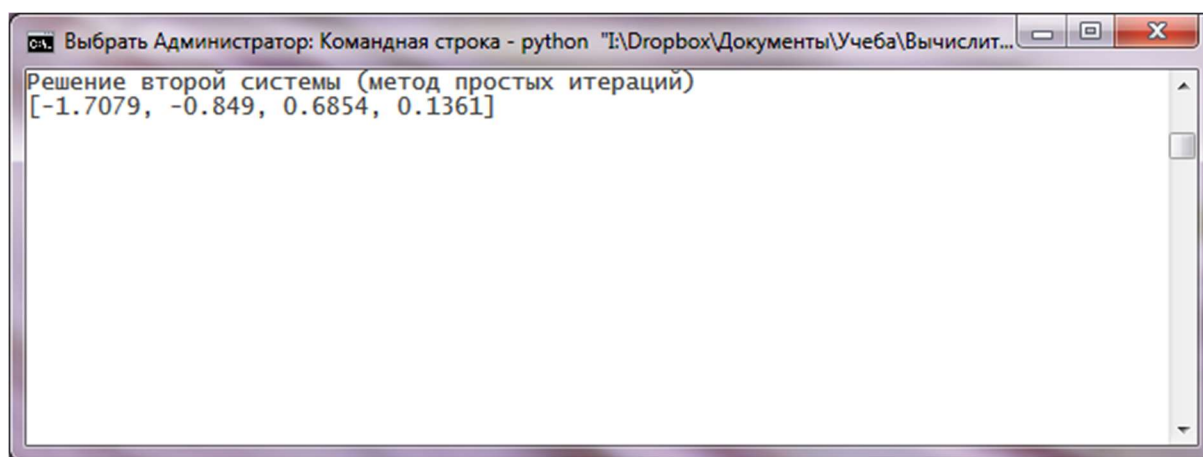 Выбрать Администратор: Командная строка - python "I:\Dropbox\Документы\Учеба\Вычислит...
Решение второй системы (метод простых итераций)
[-1.7079, -0.849, 0.6854, 0.1361]